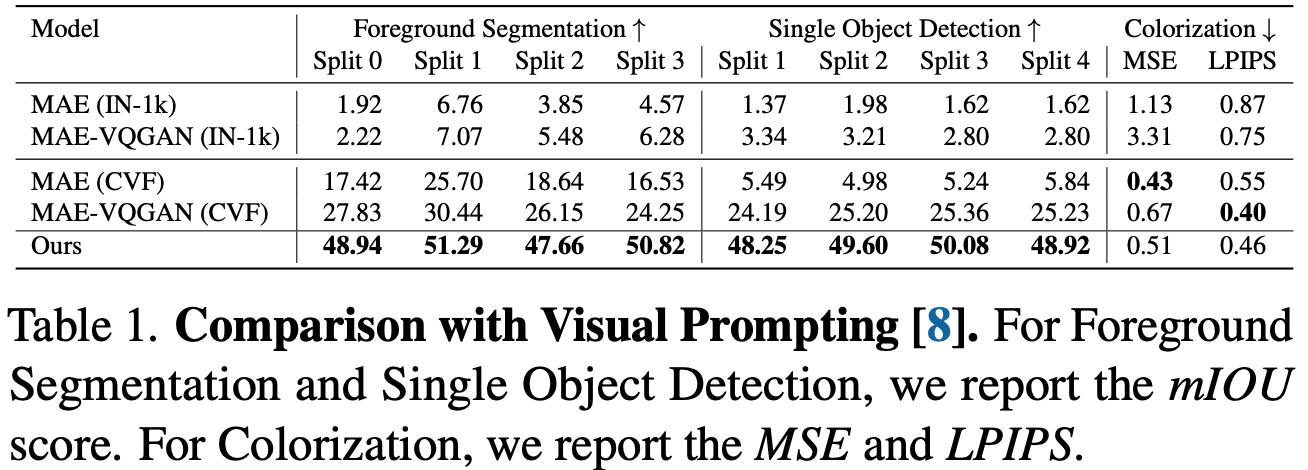 Model Foreground Segmentation ↑ Single Object Detection ↑ Colorization ↓
Split 0 Split 1 Split 2 Split 3 Split 1 Split 2 Split 3 Split 4 MSE LPIPS
MAE (IN-1k) 1.92 6.76 3.85 4.57 1.37 1.98 1.62 1.62 1.13 0.87
MAE-VQGAN (IN-1k) 2.22 7.07 5.48 6.28 3.34 3.21 2.80 2.80 3.31 0.75
MAE (CVF) 17.42 25.70 18.64 16.53 5.49 4.98 5.24 5.84 0.43 0.55
MAE-VQGAN (CVF) 27.83 30.44 26.15 24.25 24.19 25.20 25.36 25.23 0.67 0.40
Ours 48.94 51.29 47.66 50.82 48.25 49.60 50.08 48.92 0.51 0.46
Table 1. Comparison with Visual Prompting [8]. For Foreground
Segmentation and Single Object Detection, we report the mIOU
score. For Colorization, we report the MSE and LPIPS.